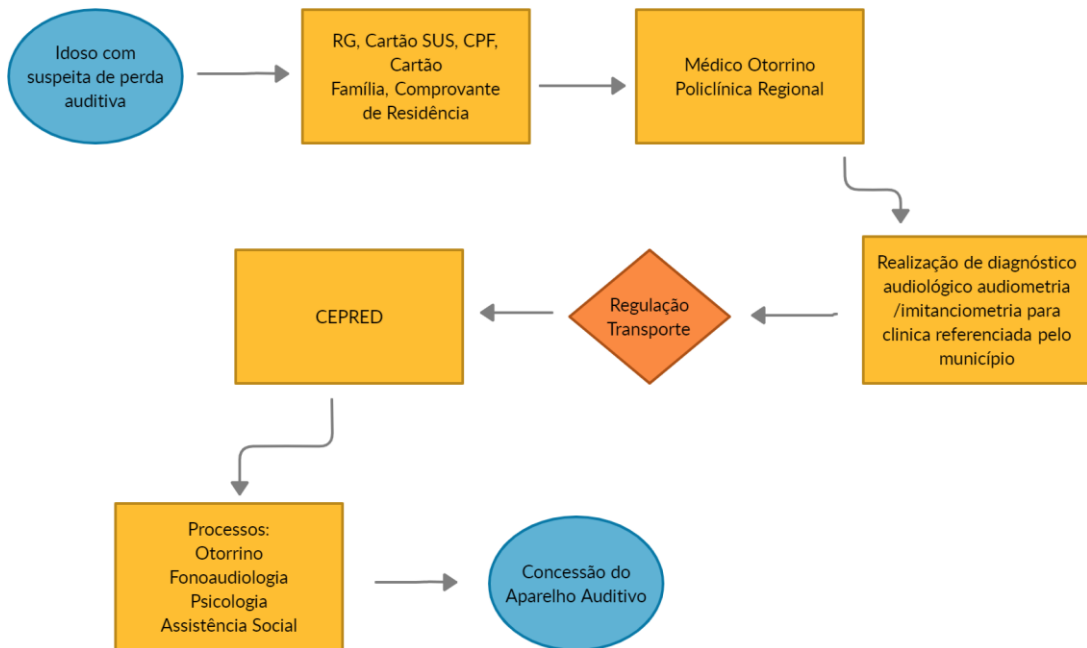 Idoso com
suspeita de perda
auditiva
RG, Cartão SUS, CPF,
Cartão
Família, Comprovante
de Residência
Médico Otorrino
Policlínica Regional
Realização de diagnóstico
audiológico audiometria
/imitanciometria para
clinica referenciada pelo
município
Regulação
Transporte
CEPRED
Processos:
Otorrino
Fonoaudiologia
Psicologia
Assistência Social
Concessão do
Aparelho Auditivo